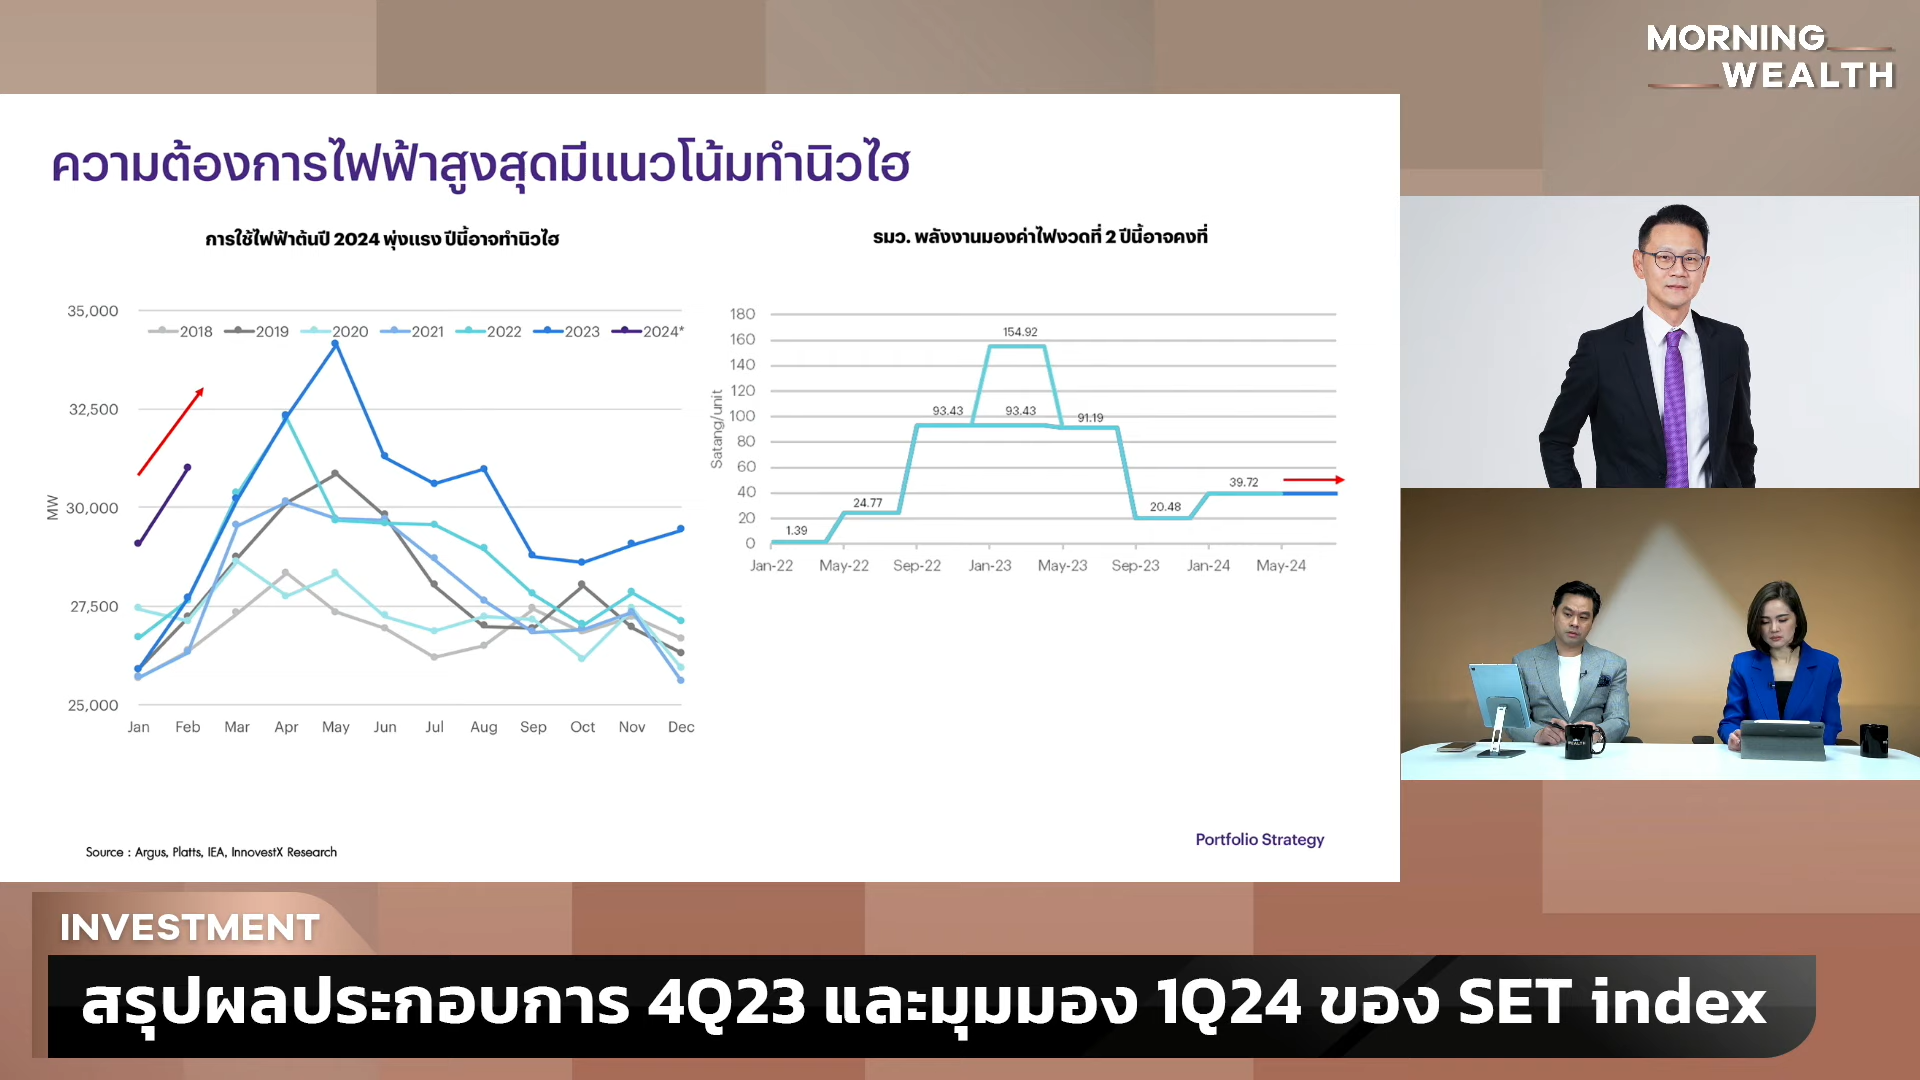 MORNING
WEALTH
ความต้องการไฟฟ้าสูงสุดมีแนวโน้มทำนิวไฮ
การใช้ไฟฟ้าต้นปี 2024 พุ่งแรง ปีนี้อาจทำนิวไฮ
35,000
2018 2019 2020 2021 2022 2023 2024*
32,500
MW
30,000
27,500
25,000
Jan Feb Mar Apr May Jun Jul Aug Sep Oct Nov Dec
รมว. พลังงานมองค่าไฟงวดที่ 2 ปีนี้อาจคงที่
180
154.92
160
140
120
93.43 93.43 91.19
100
Satang/unit
80
60
39.72
40
24.77 20.48
20
1.39
0
Jan-22 May-22 Sep-22 Jan-23 May-23 Sep-23 Jan-24 May-24
Portfolio Strategy
Source : Argus, Platts, IEA, InnovestX Research
WEALTH
INVESTMENT
สรุปผลประกอบการ 4Q23 และมุมมอง 1Q24 ของ SET index